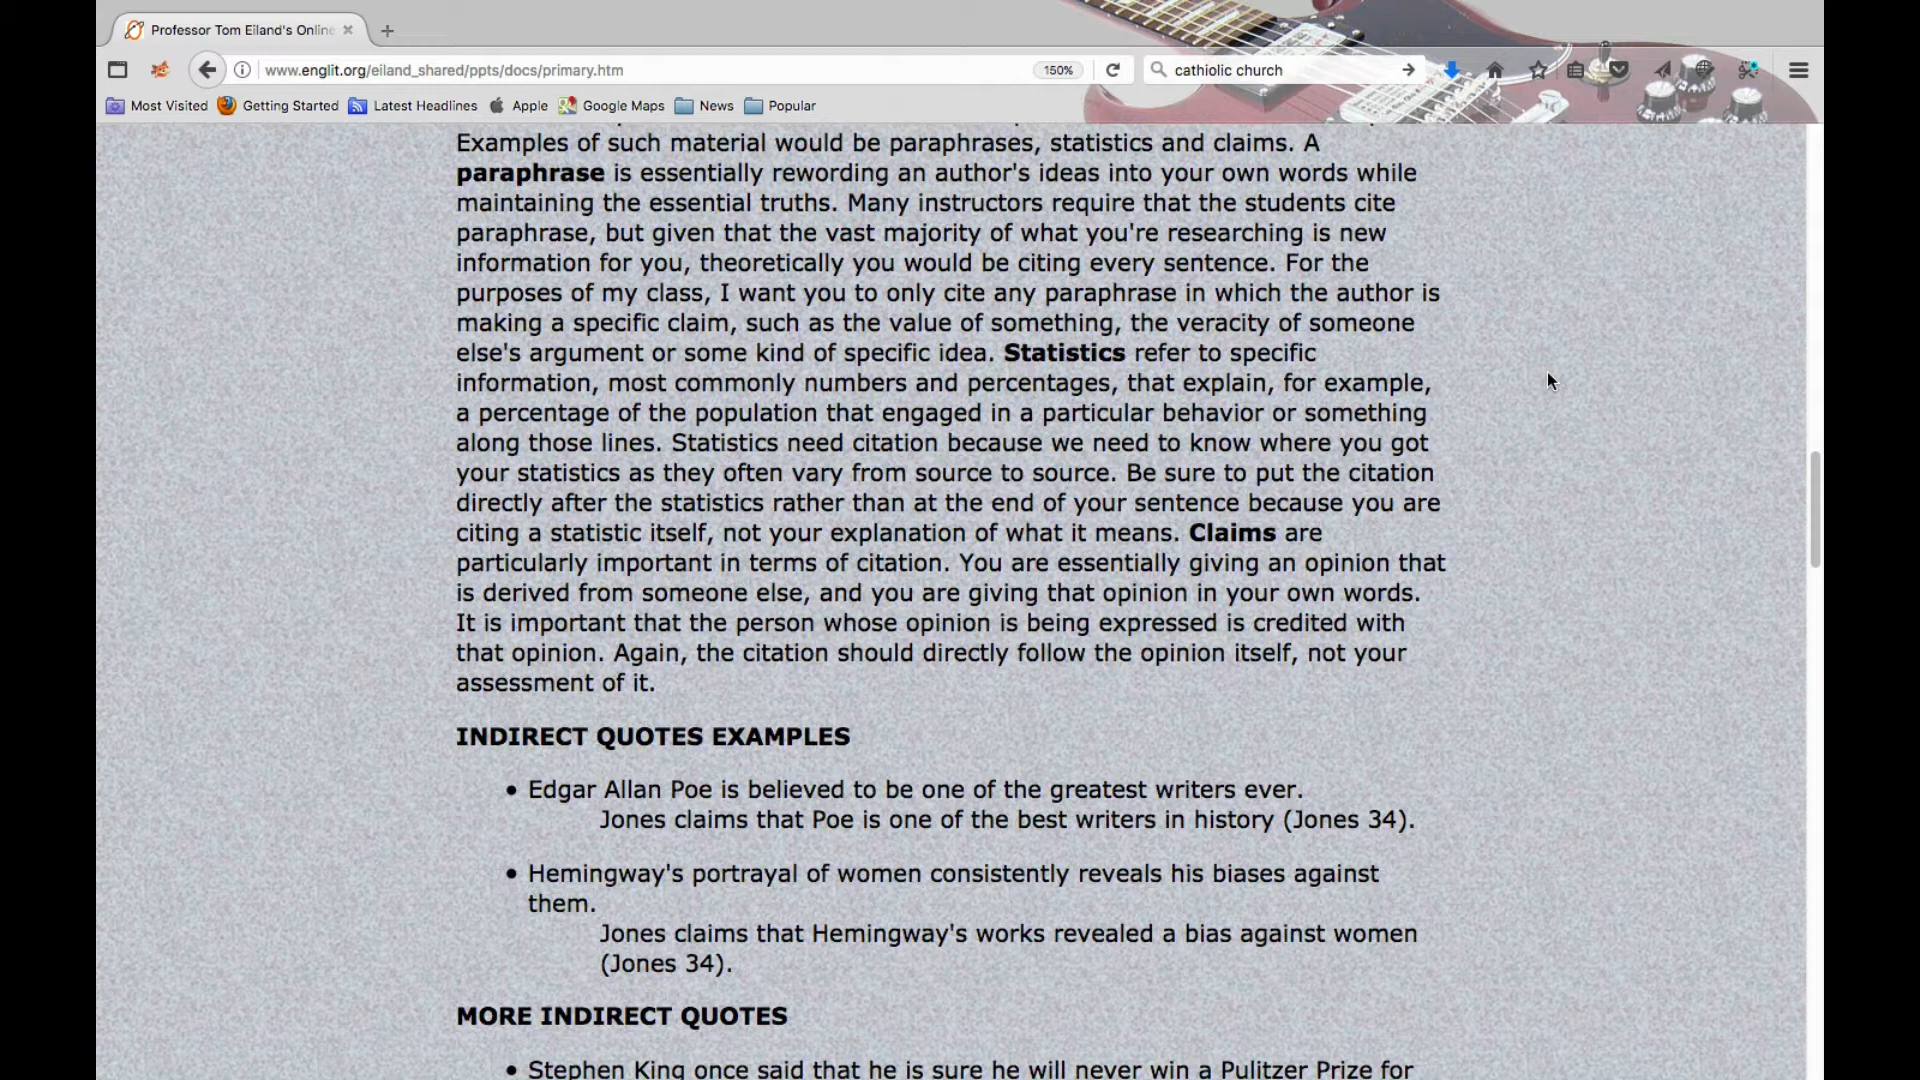 Professor Tom Eiland's Online
www.englit.org/eiland_shared/ppts/docs/primary.htm
150%
cathiolic church
Most Visited Getting Started Latest Headlines Apple Google Maps News Popular
Examples of such material would be paraphrases, statistics and claims. A
paraphrase is essentially rewording an author's ideas into your own words while
maintaining the essential truths. Many instructors require that the students cite
paraphrase, but given that the vast majority of what you're researching is new
information for you, theoretically you would be citing every sentence. For the
purposes of my class, I want you to only cite any paraphrase in which the author is
making a specific claim, such as the value of something, the veracity of someone
else's argument or some kind of specific idea. Statistics refer to specific
information, most commonly numbers and percentages, that explain, for example,
a percentage of the population that engaged in a particular behavior or something
along those lines. Statistics need citation because we need to know where you got
your statistics as they often vary from source to source. Be sure to put the citation
directly after the statistics rather than at the end of your sentence because you are
citing a statistic itself, not your explanation of what it means. Claims are
particularly important in terms of citation. You are essentially giving an opinion that
is derived from someone else, and you are giving that opinion in your own words.
It is important that the person whose opinion is being expressed is credited with
that opinion. Again, the citation should directly follow the opinion itself, not your
assessment of it.
INDIRECT QUOTES EXAMPLES
• Edgar Allan Poe is believed to be one of the greatest writers ever.
Jones claims that Poe is one of the best writers in history (Jones 34).
• Hemingway's portrayal of women consistently reveals his biases against
them.
Jones claims that Hemingway's works revealed a bias against women
(Jones 34).
MORE INDIRECT QUOTES
• Stephen King once said that he is sure he will never win a Pulitzer Prize for